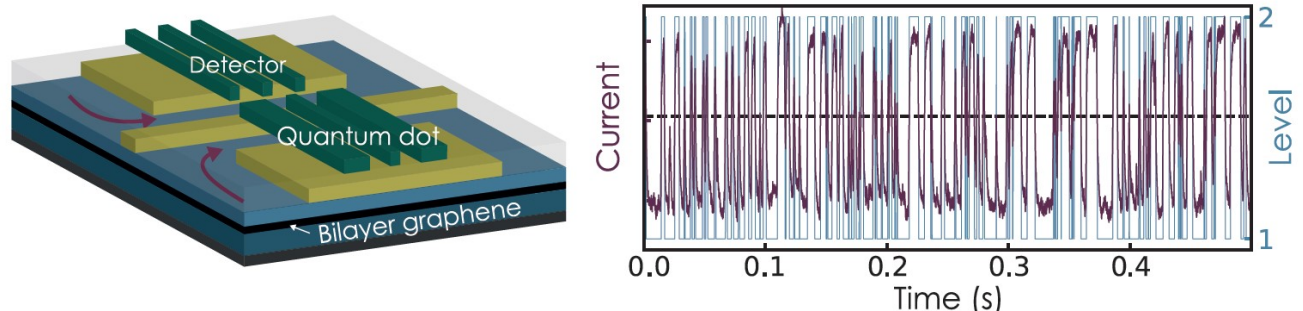 Detector
Quantum dot
Bilayer graphene
Current
2
Level
1
0.0 0.1 0.2 0.3 0.4
Time (s)